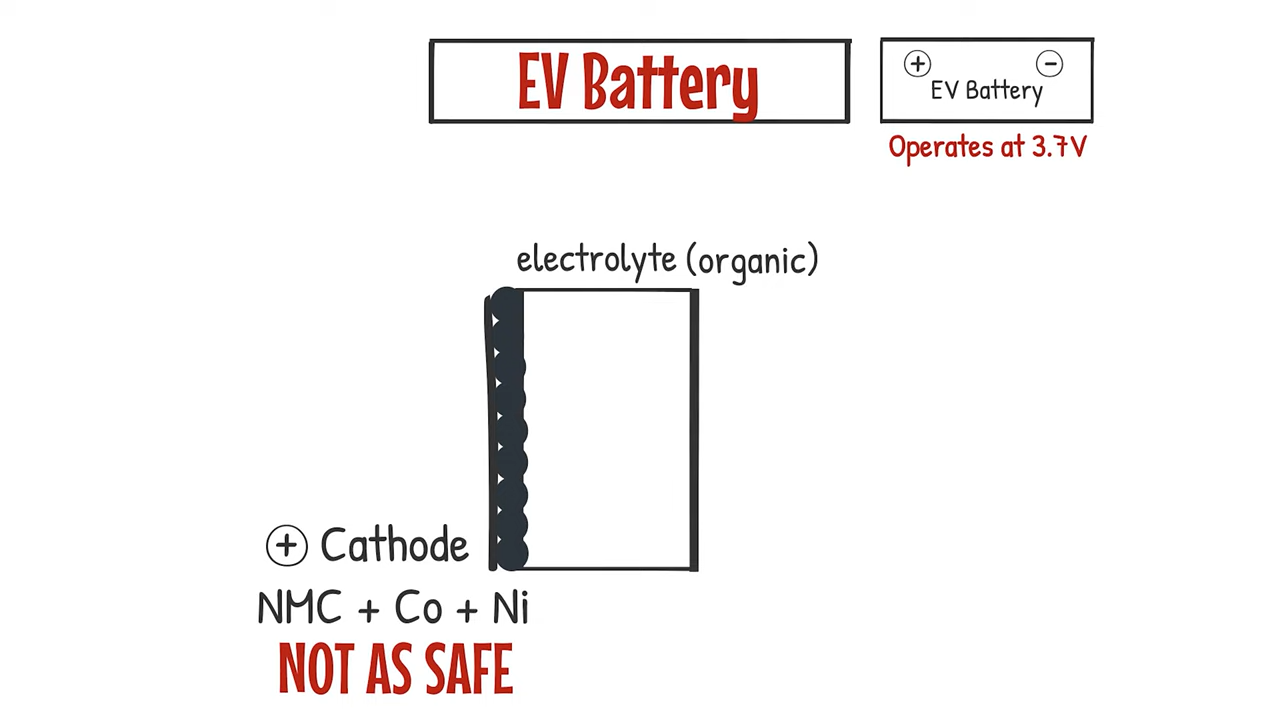 EV Battery
+ -
EV Battery
Operates at 3.7V
electrolyte (organic)
+ Cathode
NMC + Co + Ni
NOT AS SAFE